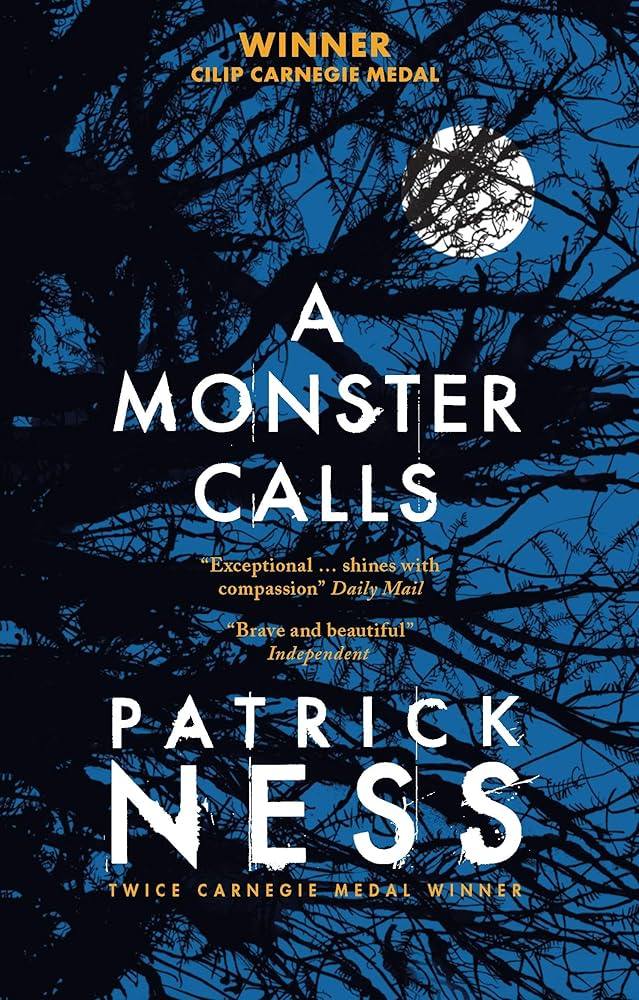 WINNER
CILIP CARNEGIE MEDAL
A
MONSTER
CALLS
“Exceptional … shines with
compassion” Daily Mail
“Brave and beautiful”
Independent
PATRICK
NESS
TWICE CARNEGIE MEDAL WINNER